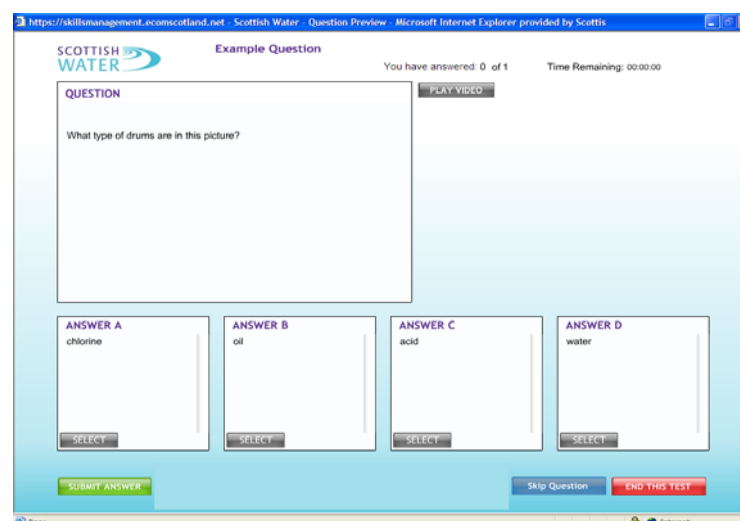 https://skillsmanagement.ecomscotland.net - Scottish Water - Question Preview - Microsoft Internet Explorer provided by Scottis
SCOTTISH
WATER
Example Question
You have answered: 0 of 1
Time Remaining: 00:00:00
QUESTION
PLAY VIDEO
What type of drums are in this picture?
ANSWER A
chlorine
SELECT
ANSWER B
oil
SELECT
ANSWER C
acid
SELECT
ANSWER D
water
SELECT
SUBMIT ANSWER
Skip Question
END THIS TEST